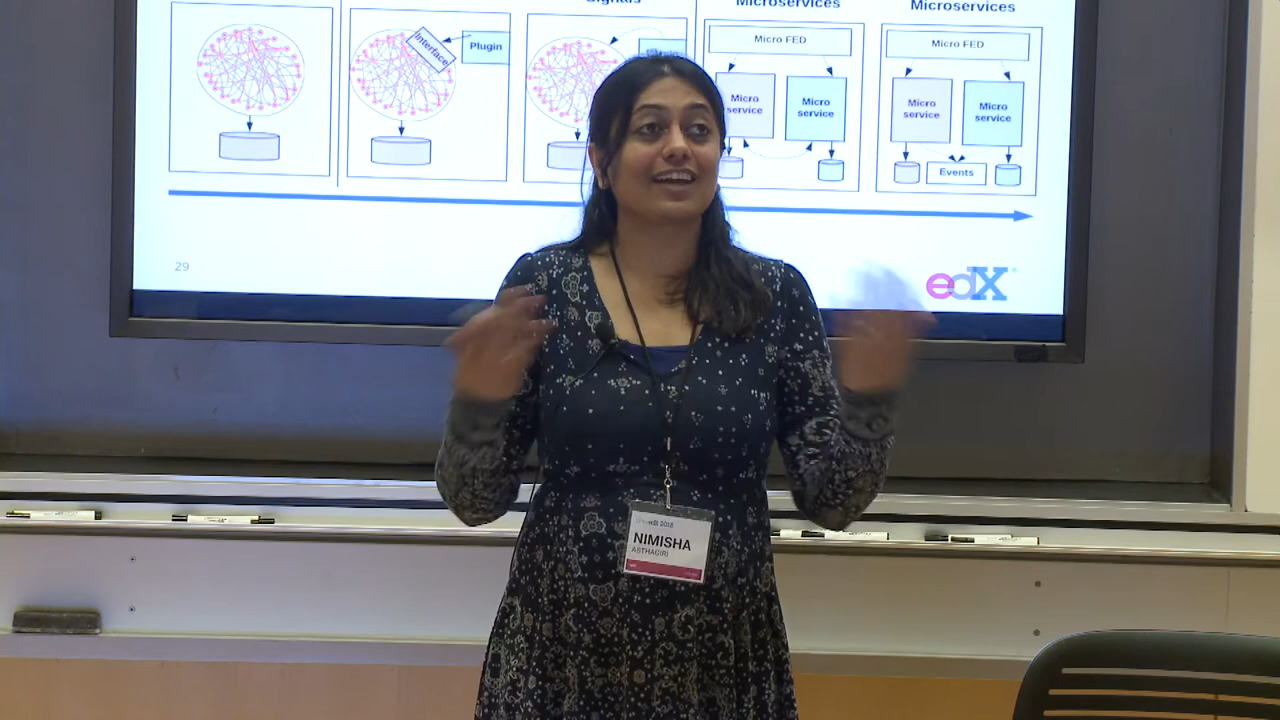 Signals
Microservices
Microservices
Interface
Plugin
Micro FED
Micro FED
Micro
service
Micro
service
Micro
service
Micro
service
Events
29
edX
2018
NIMISHA
ASTHAGIRI